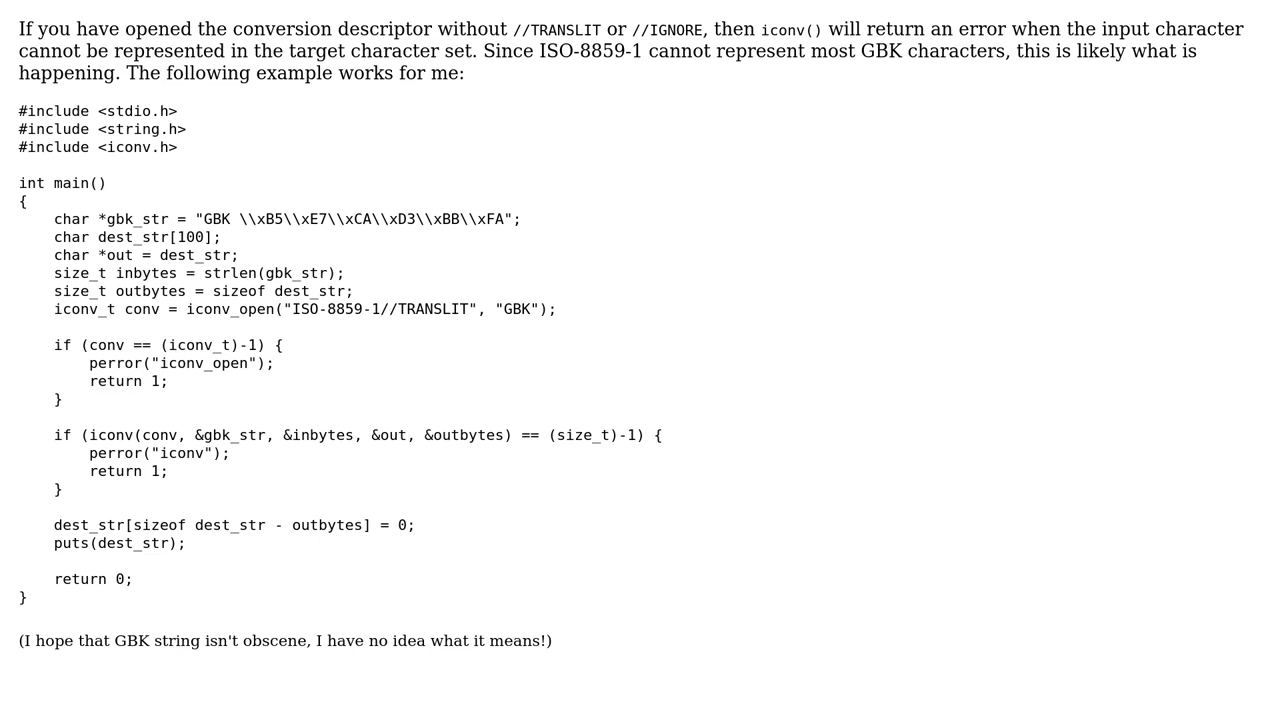 If you have opened the conversion descriptor without //TRANSLIT or //IGNORE, then iconv() will return an error when the input character
cannot be represented in the target character set. Since ISO-8859-1 cannot represent most GBK characters, this is likely what is
happening. The following example works for me:
#include <stdio.h>
#include <string.h>
#include <iconv.h>
int main()
{
    char *gbk_str = "GBK \\xB5\\xE7\\xCA\\xD3\\xBB\\xFA";
    char dest_str[100];
    char *out = dest_str;
    size_t inbytes = strlen(gbk_str);
    size_t outbytes = sizeof dest_str;
    iconv_t conv = iconv_open("ISO-8859-1//TRANSLIT", "GBK");
    if (conv == (iconv_t)-1) {
        perror("iconv_open");
        return 1;
    }
    if (iconv(conv, &gbk_str, &inbytes, &out, &outbytes) == (size_t)-1) {
        perror("iconv");
        return 1;
    }
    dest_str[sizeof dest_str - outbytes] = 0;
    puts(dest_str);
    return 0;
}
(I hope that GBK string isn't obscene, I have no idea what it means!)